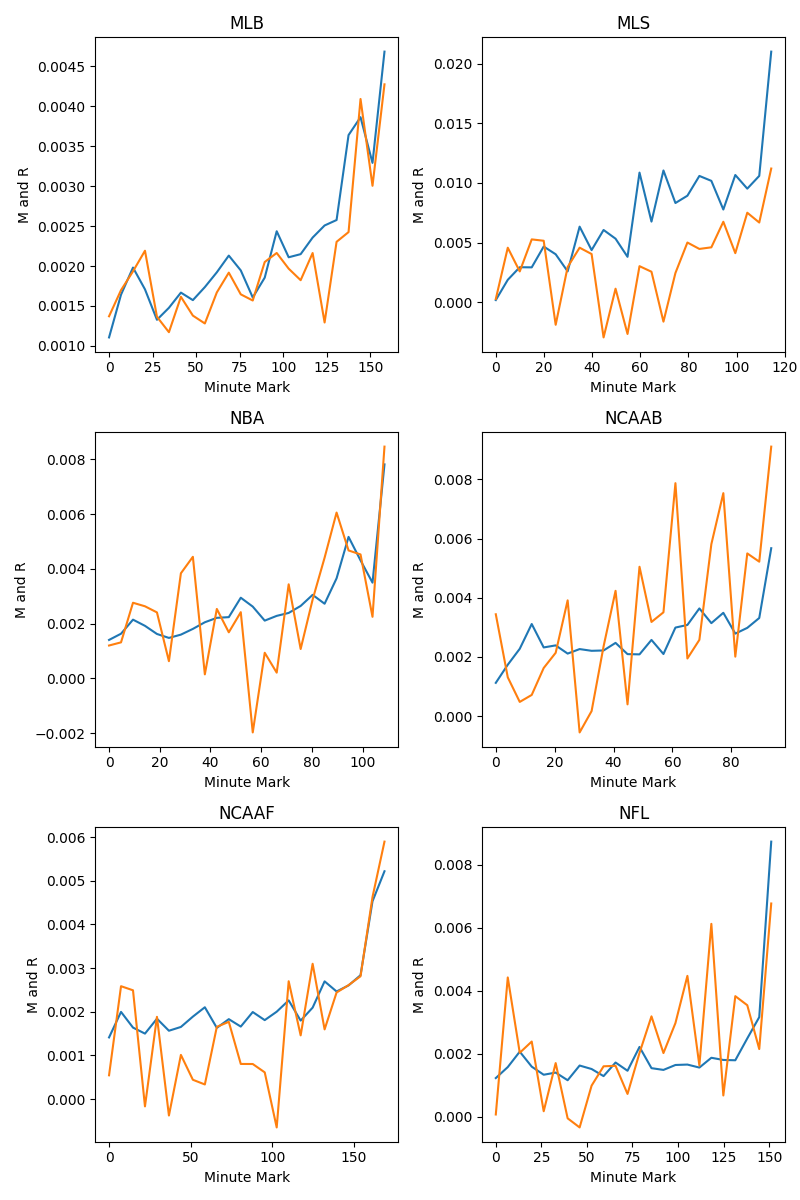 MLB
0.0045
0.0040
0.0035
0.0030
0.0025
0.0020
0.0015
0.0010
M and R
0 25 50 75 100 125 150
Minute Mark
MLS
0.020
0.015
0.010
0.005
0.000
M and R
0 20 40 60 80 100 120
Minute Mark
NBA
0.008
0.006
0.004
0.002
0.000
−0.002
M and R
0 20 40 60 80 100
Minute Mark
NCAAB
0.008
0.006
0.004
0.002
0.000
M and R
0 20 40 60 80
Minute Mark
NCAAF
0.006
0.005
0.004
0.003
0.002
0.001
0.000
M and R
0 50 100 150
Minute Mark
NFL
0.008
0.006
0.004
0.002
0.000
M and R
0 25 50 75 100 125 150
Minute Mark